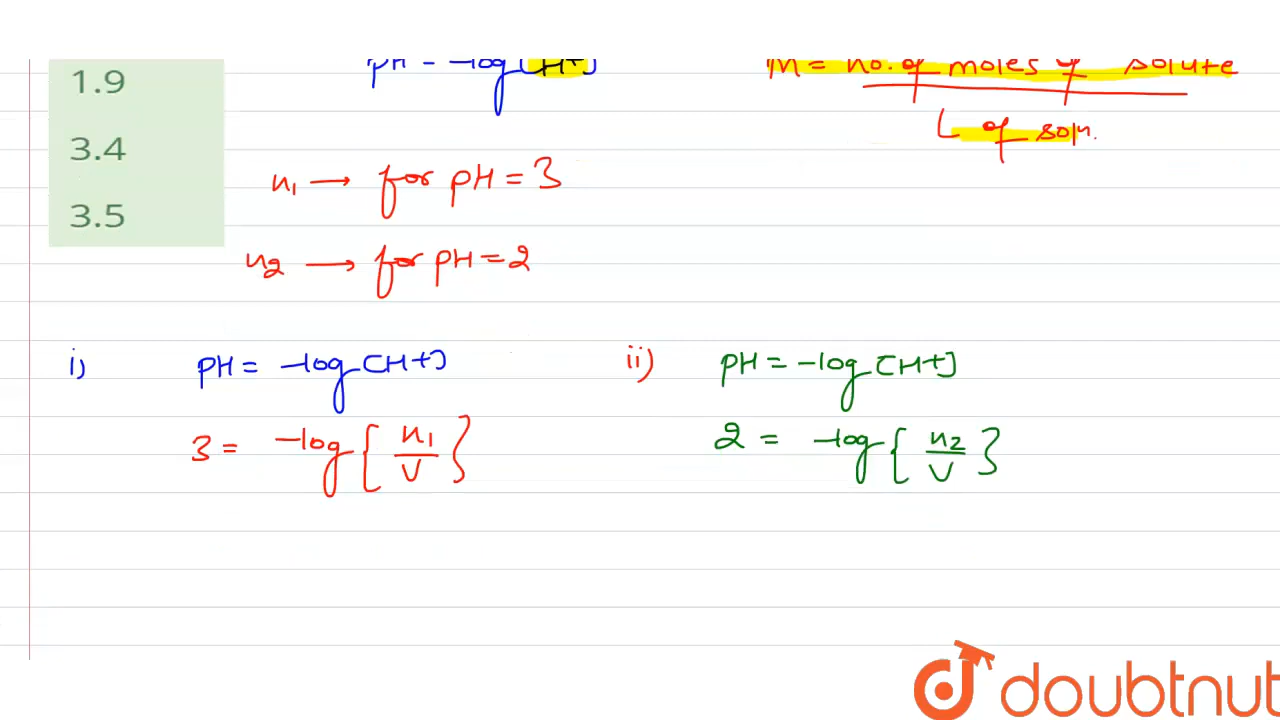 pH = -log[H+]
M = no. of moles of solute
L of soln.
1.9
3.4
3.5
n1 → for pH = 3
n2 → for pH = 2
i) pH = -log[H+]
ii) pH = -log[H+]
3 = -log{n1/V}
2 = -log{n2/V}
doubtnut